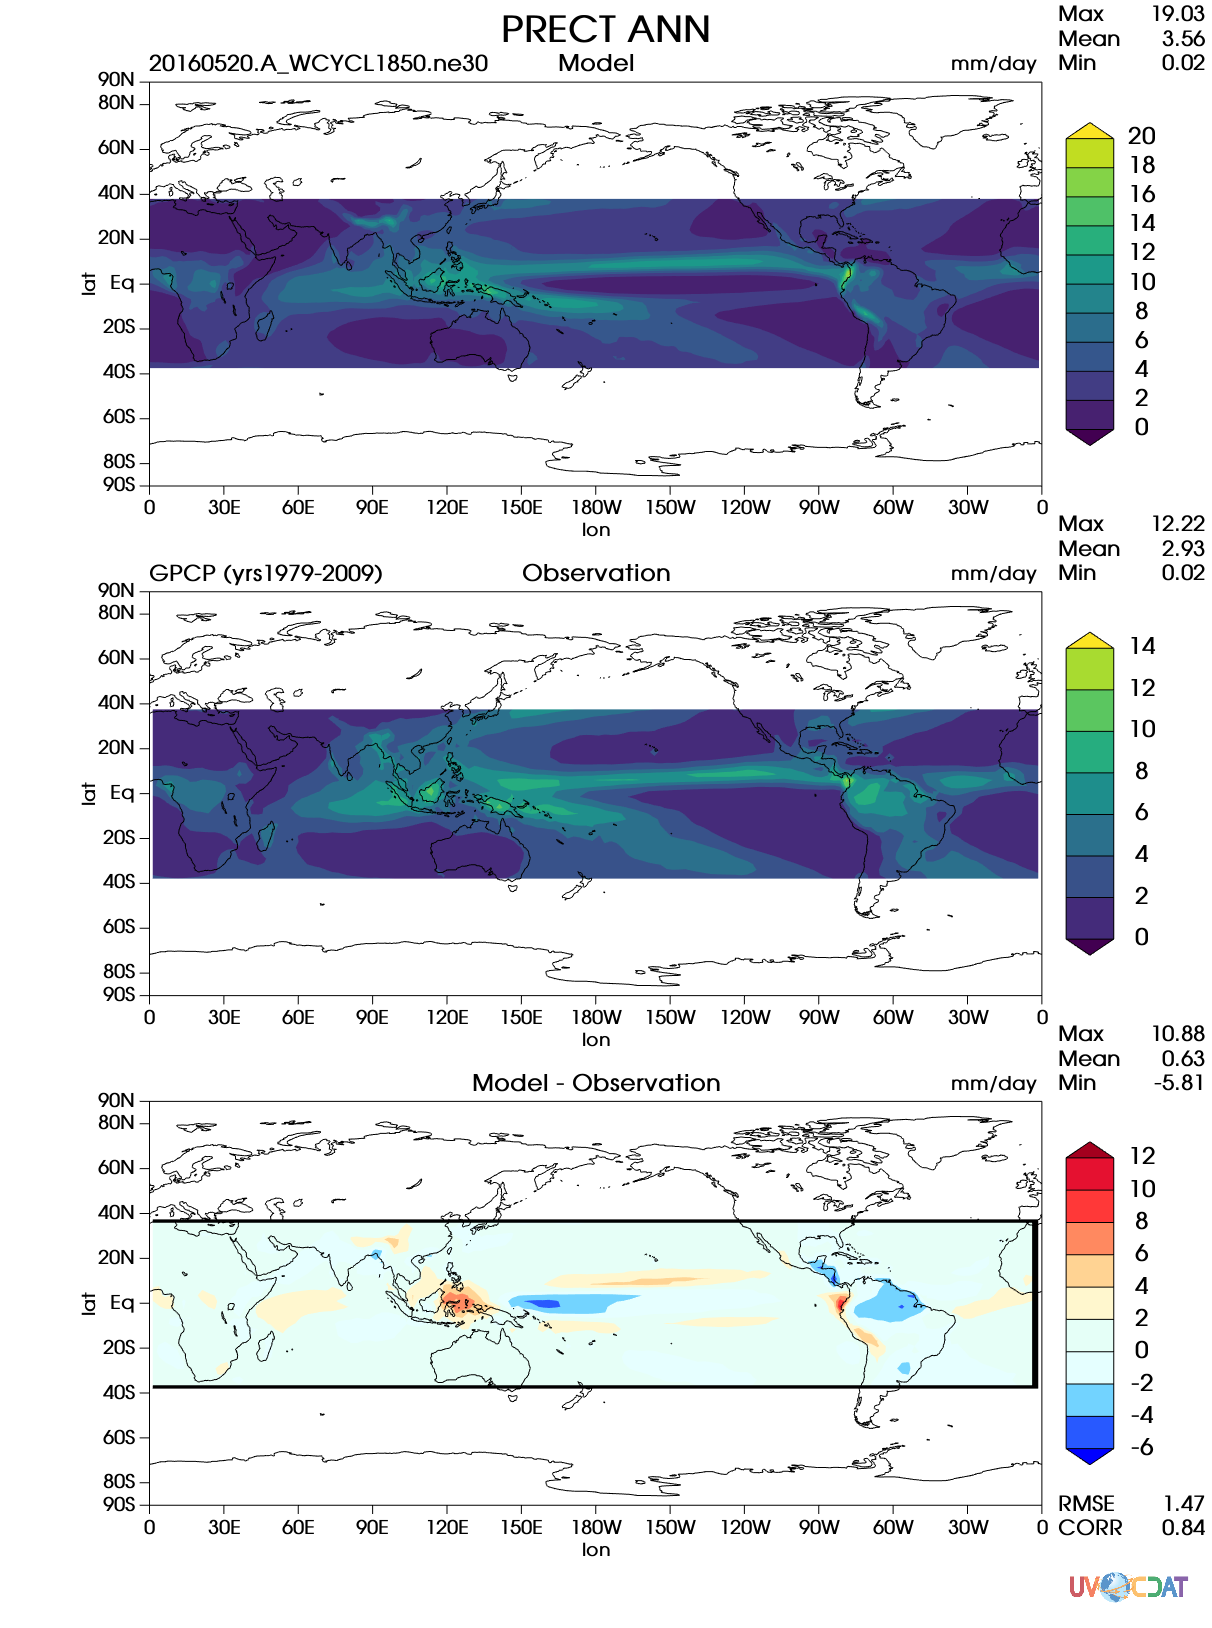 PRECT ANN
Max 19.03
Mean 3.56
Min 0.02
20160520.A_WCYCL1850.ne30 Model mm/day
90N
80N
60N
40N
20N
Eq
20S
40S
60S
80S
90S
lat
0 30E 60E 90E 120E 150E 180W 150W 120W 90W 60W 30W 0
lon
20
18
16
14
12
10
8
6
4
2
0
Max 12.22
Mean 2.93
Min 0.02
GPCP (yrs1979-2009) Observation mm/day
90N
80N
60N
40N
20N
Eq
20S
40S
60S
80S
90S
lat
0 30E 60E 90E 120E 150E 180W 150W 120W 90W 60W 30W 0
lon
14
12
10
8
6
4
2
0
Max 10.88
Mean 0.63
Min -5.81
Model - Observation mm/day
90N
80N
60N
40N
20N
Eq
20S
40S
60S
80S
90S
lat
0 30E 60E 90E 120E 150E 180W 150W 120W 90W 60W 30W 0
lon
12
10
8
6
4
2
0
-2
-4
-6
RMSE 1.47
CORR 0.84
UV CDAT